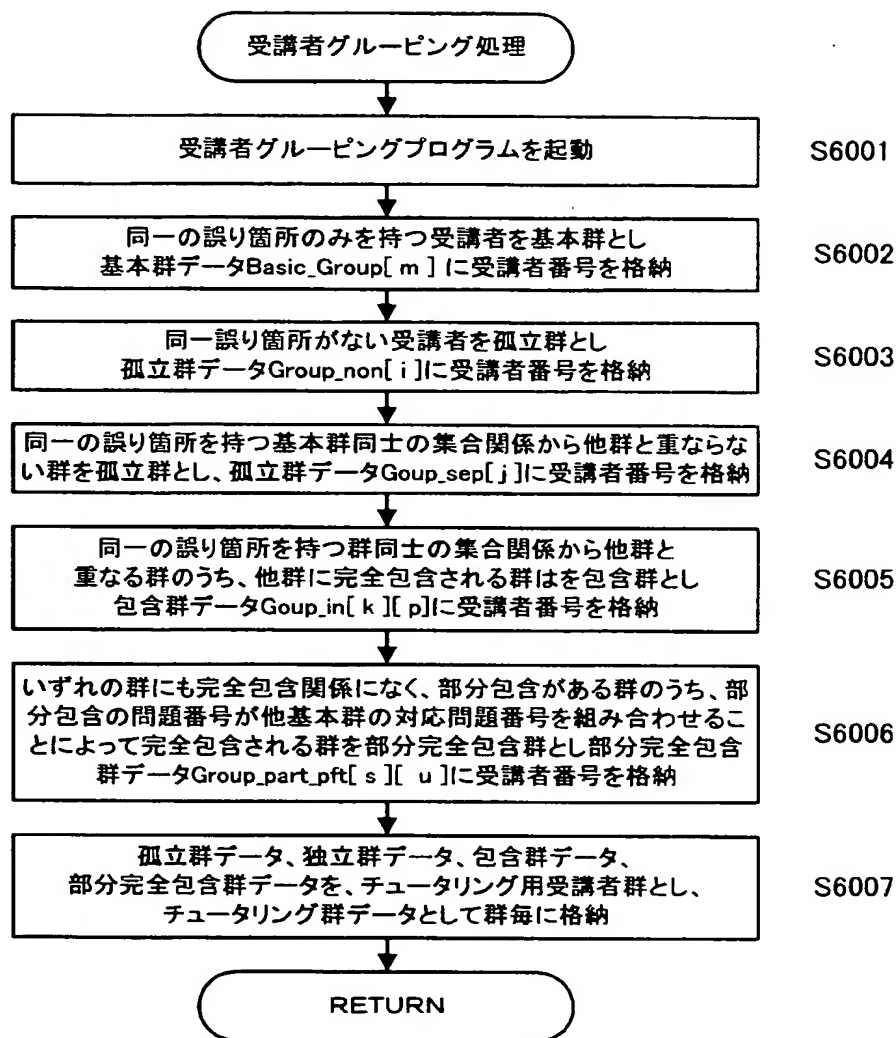 受講者グルーピング処理
受講者グルーピングプログラムを起動
S6001
同一の誤り箇所のみを持つ受講者を基本群とし
基本群データBasic_Group[ m ] に受講者番号を格納
S6002
同一誤り箇所がない受講者を孤立群とし
孤立群データGroup_non[ i ]に受講者番号を格納
S6003
同一の誤り箇所を持つ基本群同士の集合関係から他群と重ならな
い群を孤立群とし、孤立群データGoup_sep[ j ]に受講者番号を格納
S6004
同一の誤り箇所を持つ群同士の集合関係から他群と
重なる群のうち、他群に完全包含される群はを包含群とし
包含群データGoup_in[ k ][ p]に受講者番号を格納
S6005
いずれの群にも完全包含関係になく、部分包含がある群のうち、部
分包含の問題番号が他基本群の対応問題番号を組み合わせるこ
とによって完全包含される群を部分完全包含群とし部分完全包含
群データGroup_part_pft[ s ][ u ]に受講者番号を格納
S6006
孤立群データ、独立群データ、包含群データ、
部分完全包含群データを、チュータリング用受講者群とし、
チュータリング群データとして群毎に格納
S6007
RETURN